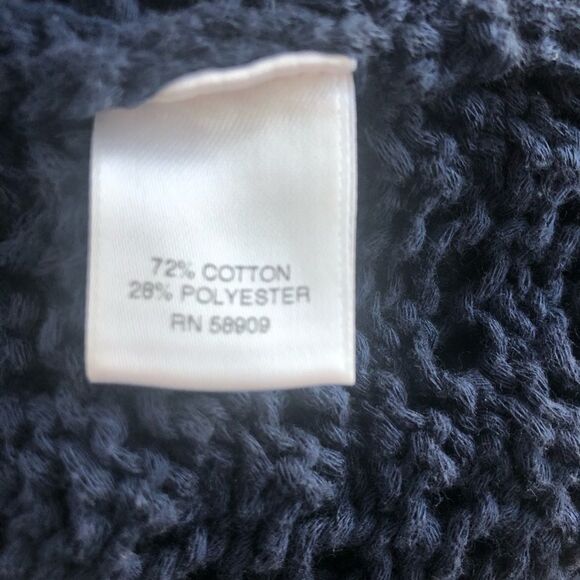 72% COTTON
28% POLYESTER
RN 58909